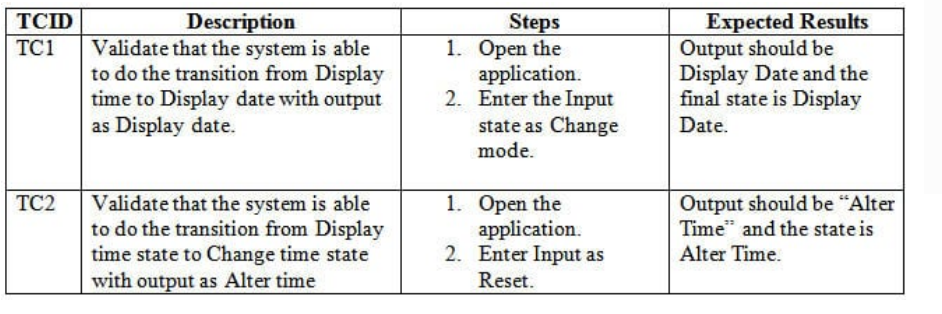 TCID Description Steps Expected Results
TC1 Validate that the system is able 1. Open the Output should be
to do the transition from Display application. Display Date and the
time to Display date with output 2. Enter the Input final state is Display
as Display date. state as Change Date.
mode.
TC2 Validate that the system is able 1. Open the Output should be “Alter
to do the transition from Display application. Time” and the state is
time state to Change time state 2. Enter Input as Alter Time.
with output as Alter time Reset.